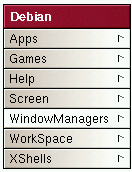 Debian
Apps
Games
Help
Screen
WindowManagers
WorkSpace
XShells